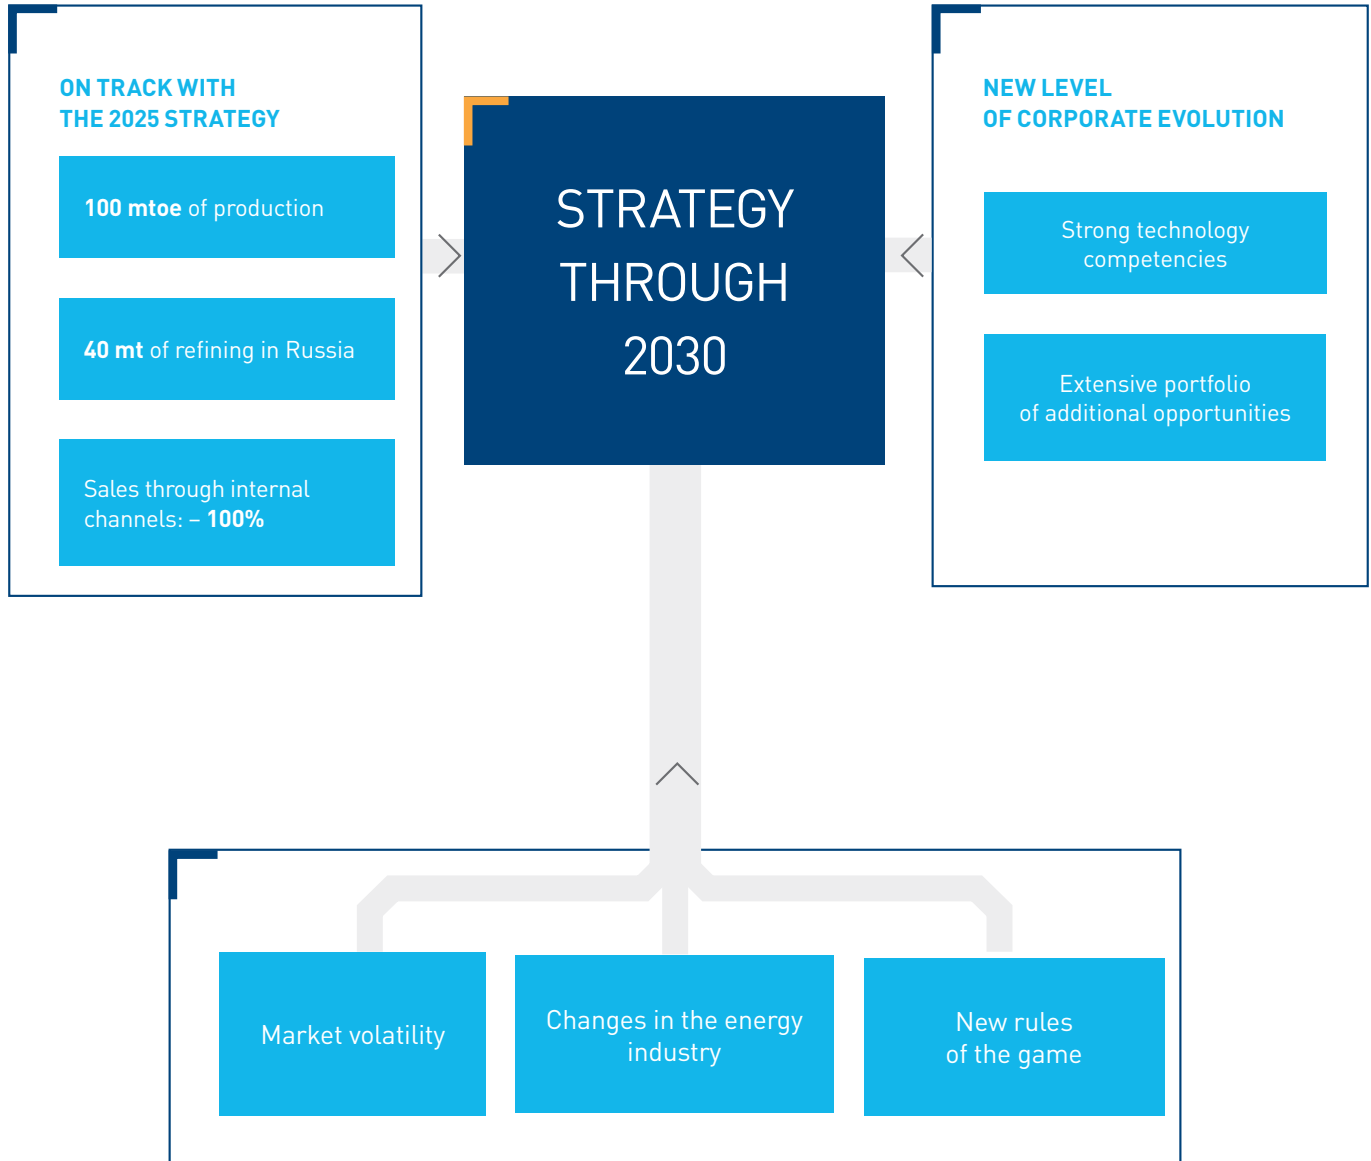 ON TRACK WITH
THE 2025 STRATEGY
100 mtoe of production
40 mt of refining in Russia
Sales through internal
channels: – 100%
STRATEGY
THROUGH
2030
NEW LEVEL
OF CORPORATE EVOLUTION
Strong technology
competencies
Extensive portfolio
of additional opportunities
Market volatility
Changes in the energy
industry
New rules
of the game